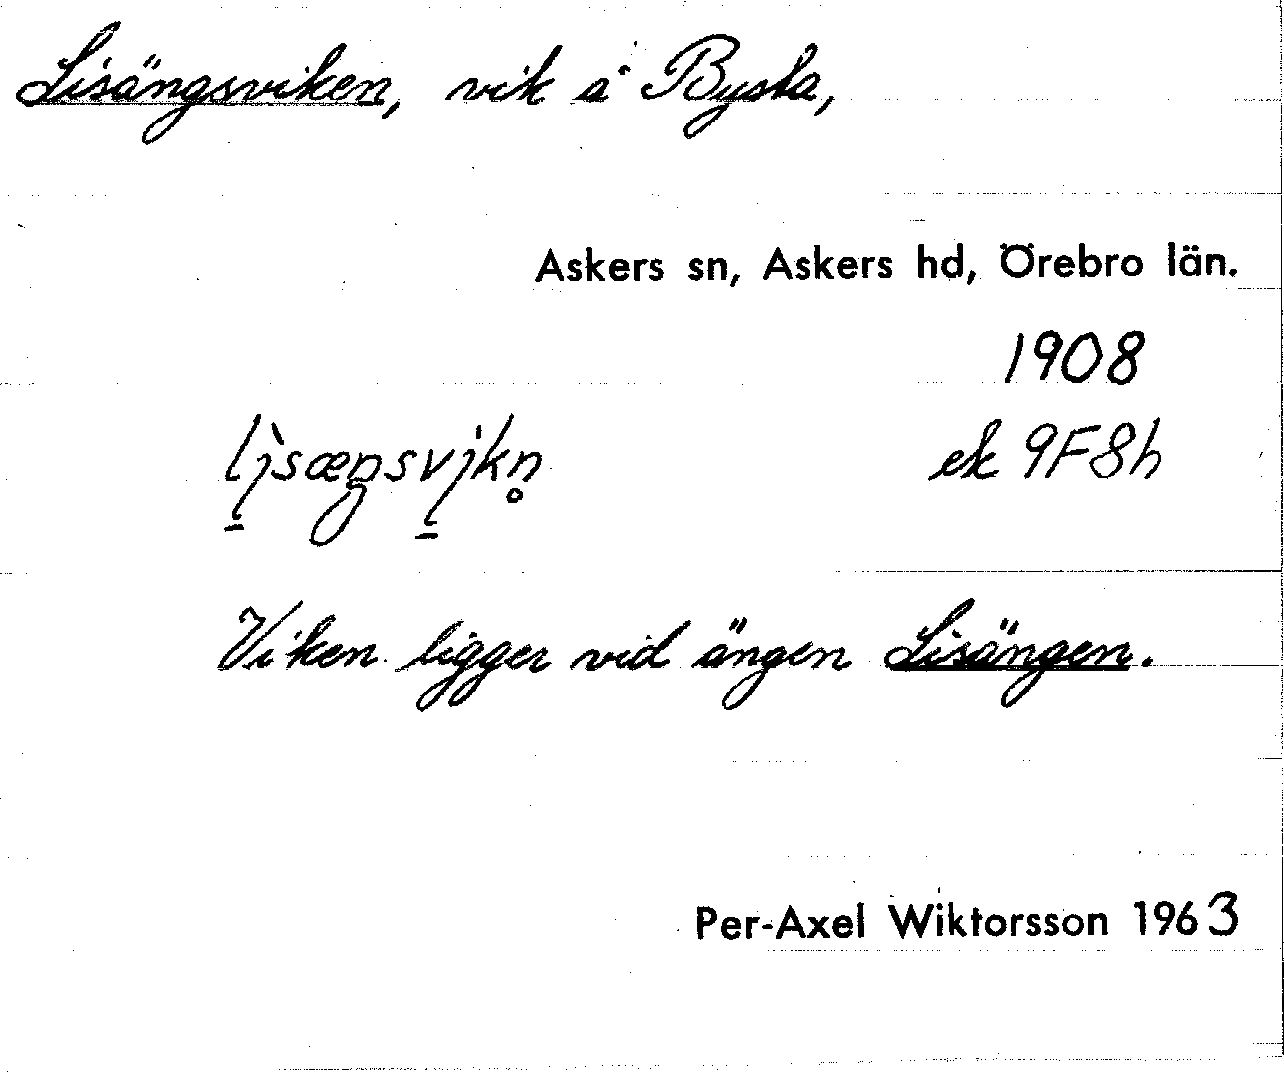 Lisängsviken, vik å Bysta,
Askers sn, Askers hd, Örebro län.
1908
ek 9F8h
Viken ligger vid ängen Lisängen.
Per-Axel Wiktorsson 1963